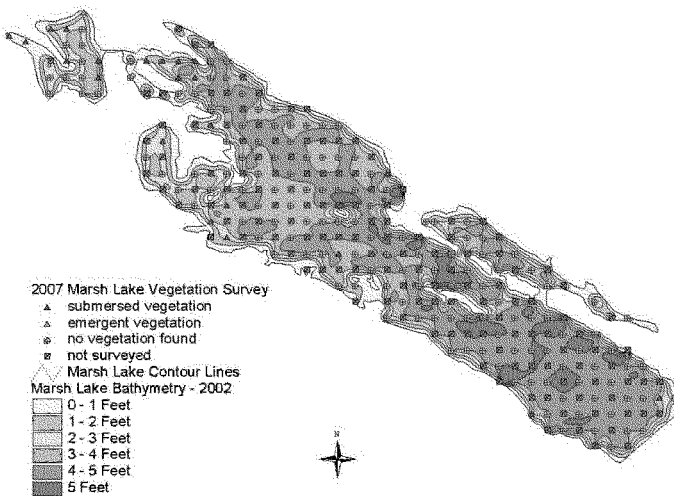 2007 Marsh Lake Vegetation Survey
submersed vegetation
emergent vegetation
no vegetation found
not surveyed
Marsh Lake Contour Lines
Marsh Lake Bathymetry - 2002
0 - 1 Feet
1 - 2 Feet
2 - 3 Feet
3 - 4 Feet
4 - 5 Feet
5 Feet
N